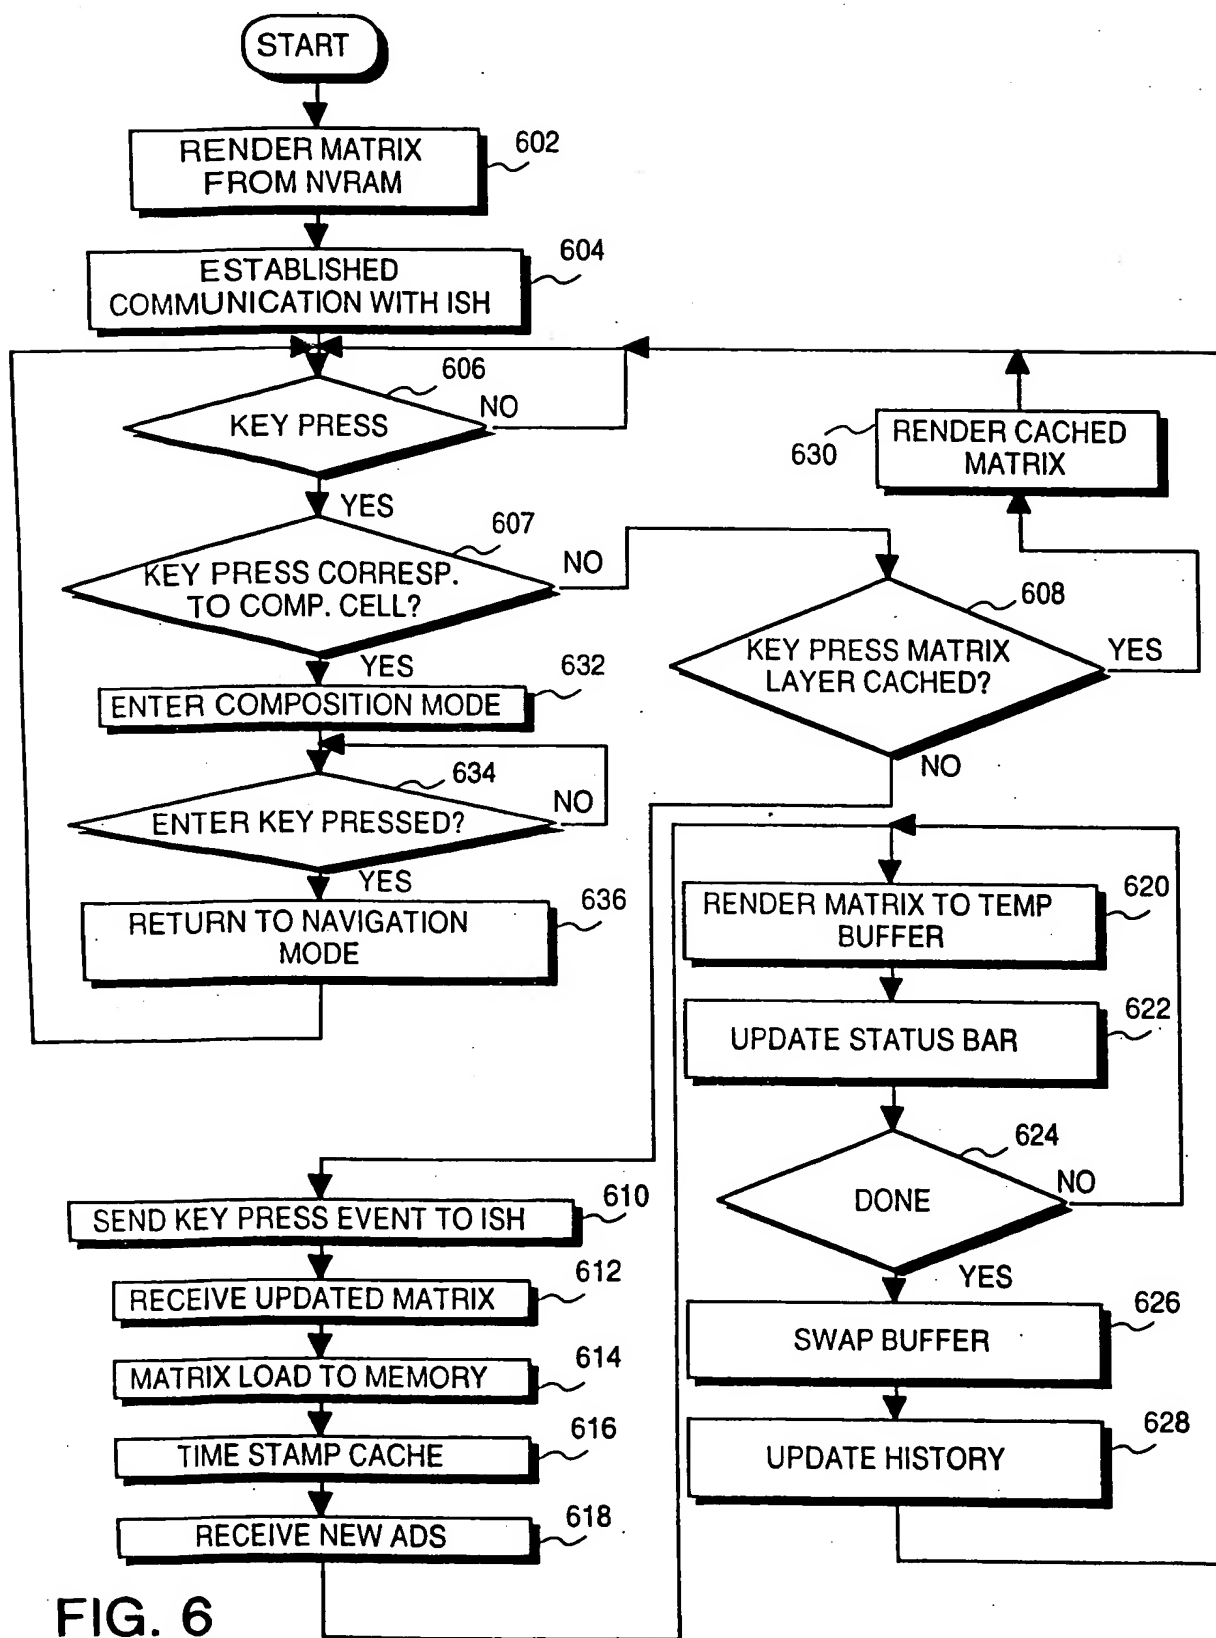 START
RENDER MATRIX
FROM NVRAM
602
ESTABLISHED
COMMUNICATION WITH ISH
604
606
KEY PRESS
NO
YES
607
KEY PRESS CORRESP.
TO COMP. CELL?
NO
YES
632
ENTER COMPOSITION MODE
634
ENTER KEY PRESSED?
NO
YES
636
RETURN TO NAVIGATION
MODE
630
RENDER CACHED
MATRIX
608
KEY PRESS MATRIX
LAYER CACHED?
YES
NO
610
SEND KEY PRESS EVENT TO ISH
612
RECEIVE UPDATED MATRIX
614
MATRIX LOAD TO MEMORY
616
TIME STAMP CACHE
618
RECEIVE NEW ADS
620
RENDER MATRIX TO TEMP
BUFFER
622
UPDATE STATUS BAR
624
DONE
NO
YES
626
SWAP BUFFER
628
UPDATE HISTORY
FIG. 6